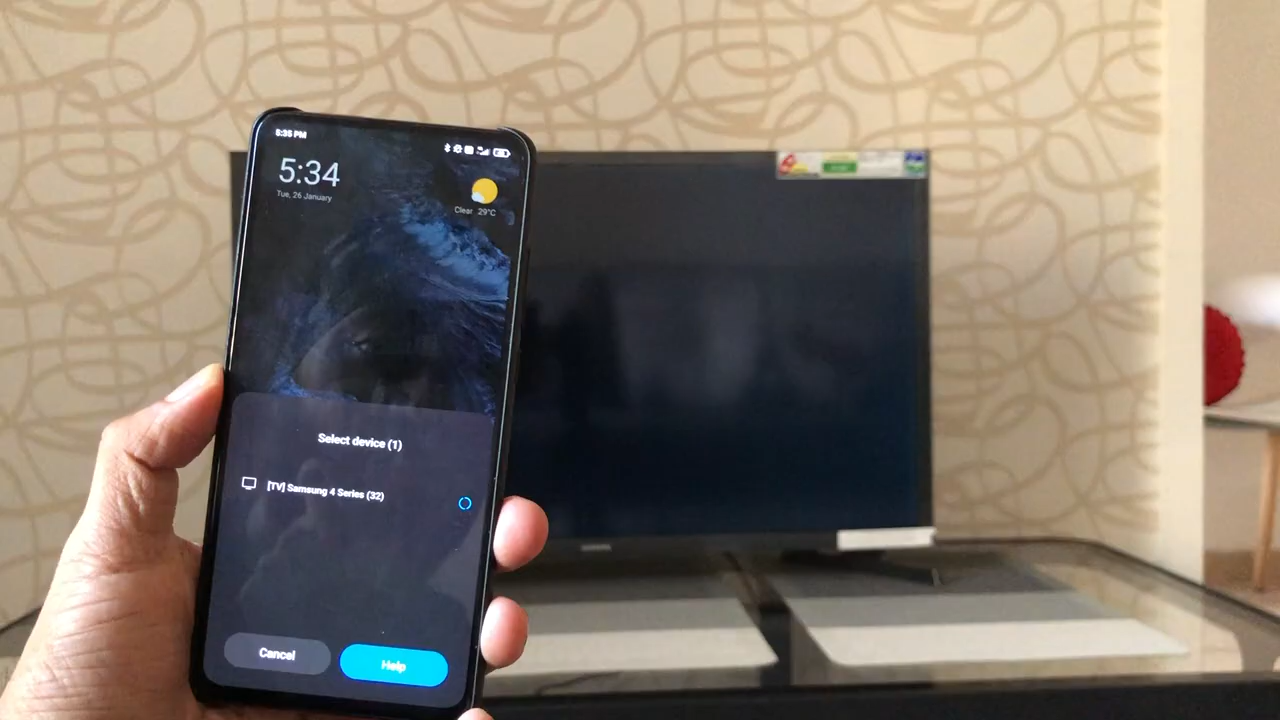 5:35 PM
5:34
Tue, 26 January
Clear 29°C
Select device (1)
[TV] Samsung 4 Series (32)
Cancel
Help